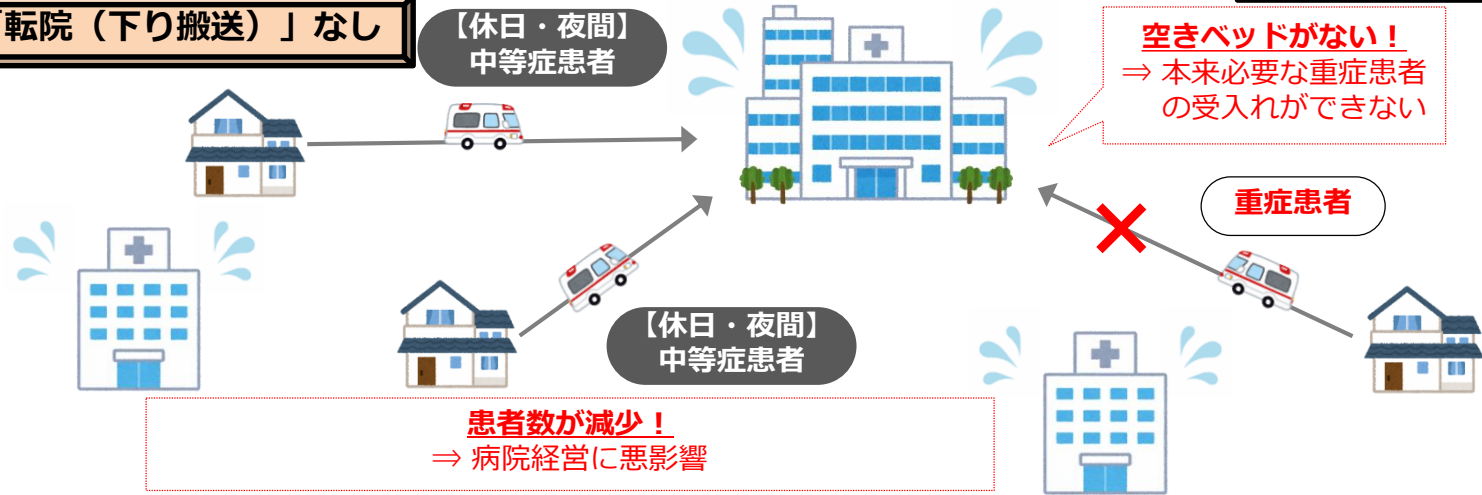 「転院（下り搬送）」なし
【休日・夜間】
中等症患者
空きベッドがない！
⇒ 本来必要な重症患者
の受入れができない
重症患者
【休日・夜間】
中等症患者
患者数が減少！
⇒ 病院経営に悪影響